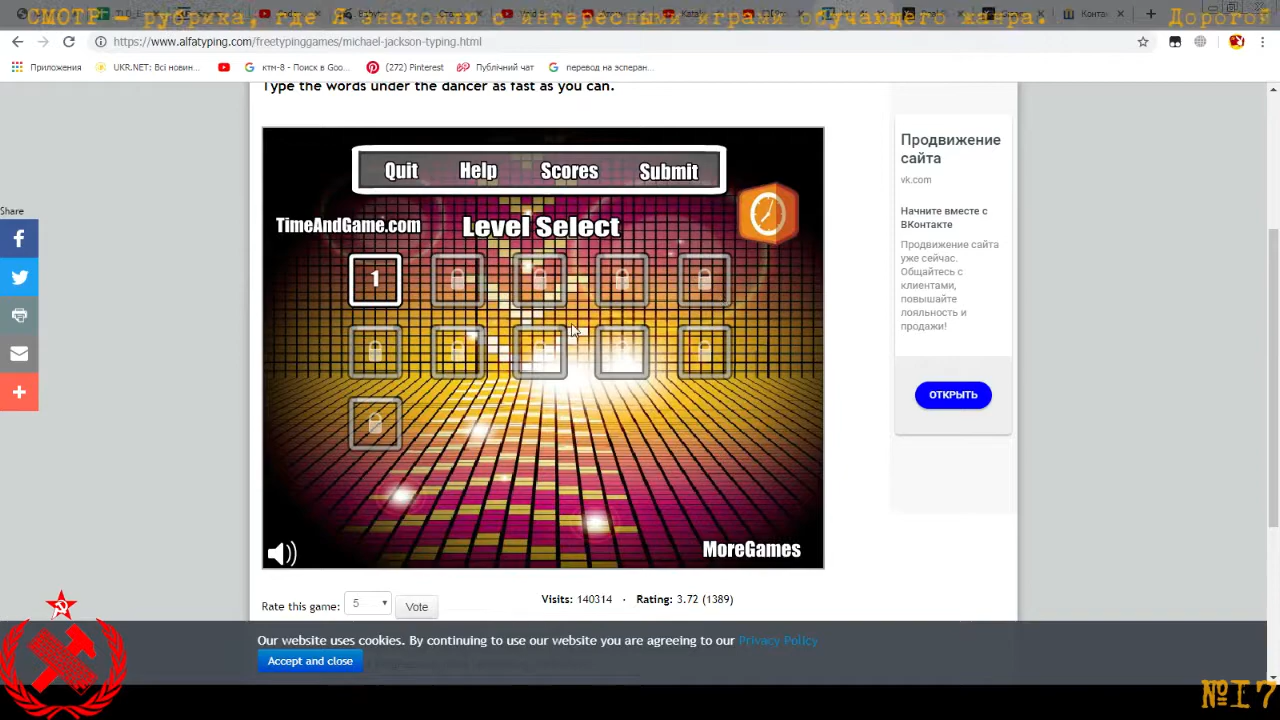 СМОТР – рубрика, где Я знакомлю с интересными играми обучающего жанра. Дорогой
https://www.alfatyping.com/freetypinggames/michael-jackson-typing.html
Приложения
UKR.NET: Всі новин...
ктм-8 - Поиск в Goo...
(272) Pinterest
Публічний чат
перевод на эсперан...
Type the words under the dancer as fast as you can.
Quit Help Scores Submit
TimeAndGame.com
Level Select
1
MoreGames
Share
Продвижение
сайта
vk.com
Начните вместе с
ВКонтакте
Продвижение сайта
уже сейчас.
Общайтесь с
клиентами,
повышайте
лояльность и
продажи!
ОТКРЫТЬ
Rate this game: 5 Vote
Visits: 140314 · Rating: 3.72 (1389)
Our website uses cookies. By continuing to use our website you are agreeing to our Privacy Policy
Accept and close
№17